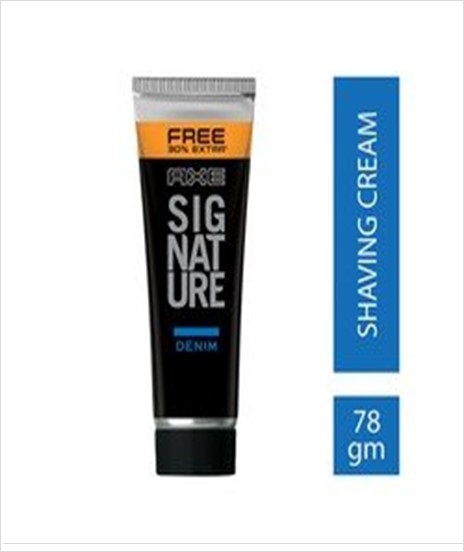 FREE
30% EXTRA*
AXE
SIG
NAT
URE
DENIM
SHAVING CREAM
78
gm